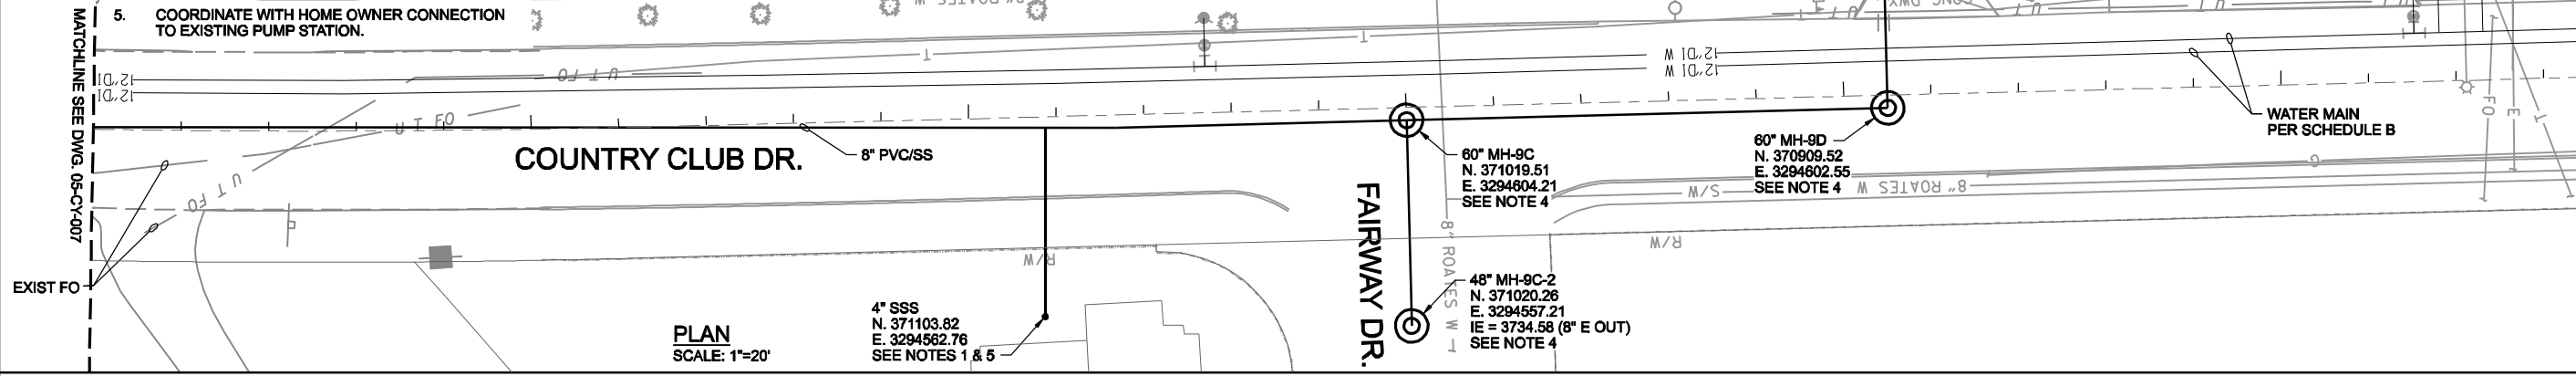 5. COORDINATE WITH HOME OWNER CONNECTION
TO EXISTING PUMP STATION.
MATCHLINE SEE DWG. 05-CY-007
12"DI
12"DI
U T FO
T
T
12"DI W
12"DI W
U T FO
8" PVC/SS
COUNTRY CLUB DR.
U T FO
EXIST FO
WATER MAIN
PER SCHEDULE B
60" MH-9C
N. 371019.51
E. 3294604.21
SEE NOTE 4
60" MH-9D
N. 370909.52
E. 3294602.55
SEE NOTE 4
8" ROATES W
S/W
G
FO
E
T
R/W
R/W
FAIRWAY DR.
8" ROATES W
T
48" MH-9C-2
N. 371020.26
E. 3294557.21
IE = 3734.58 (8" E OUT)
SEE NOTE 4
4" SSS
N. 371103.82
E. 3294562.76
SEE NOTES 1 & 5
PLAN
SCALE: 1"=20'